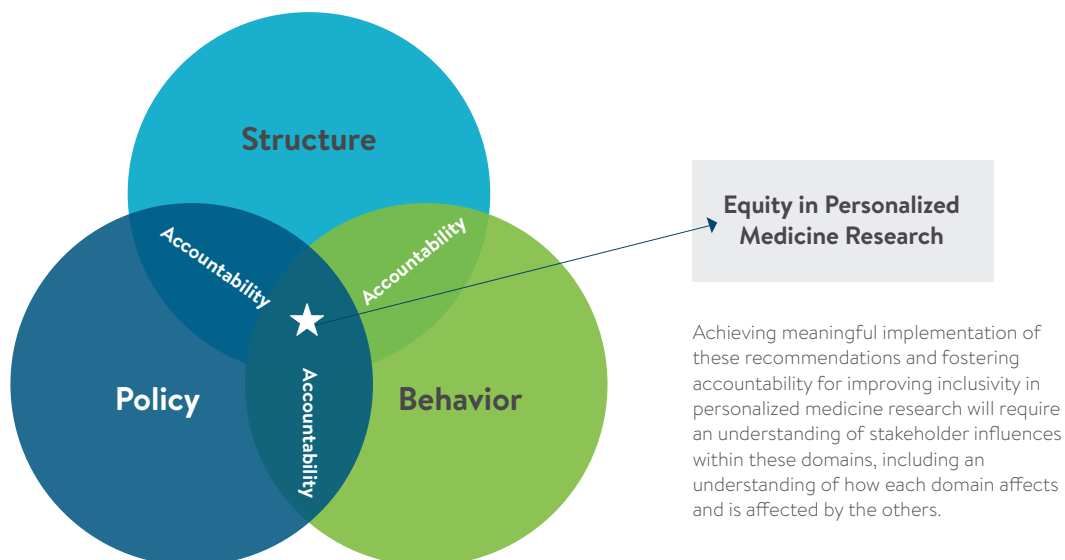 Structure
Accountability
Accountability
Policy
Accountability
Behavior
Equity in Personalized
Medicine Research
Achieving meaningful implementation of
these recommendations and fostering
accountability for improving inclusivity in
personalized medicine research will require
an understanding of stakeholder influences
within these domains, including an
understanding of how each domain affects
and is affected by the others.